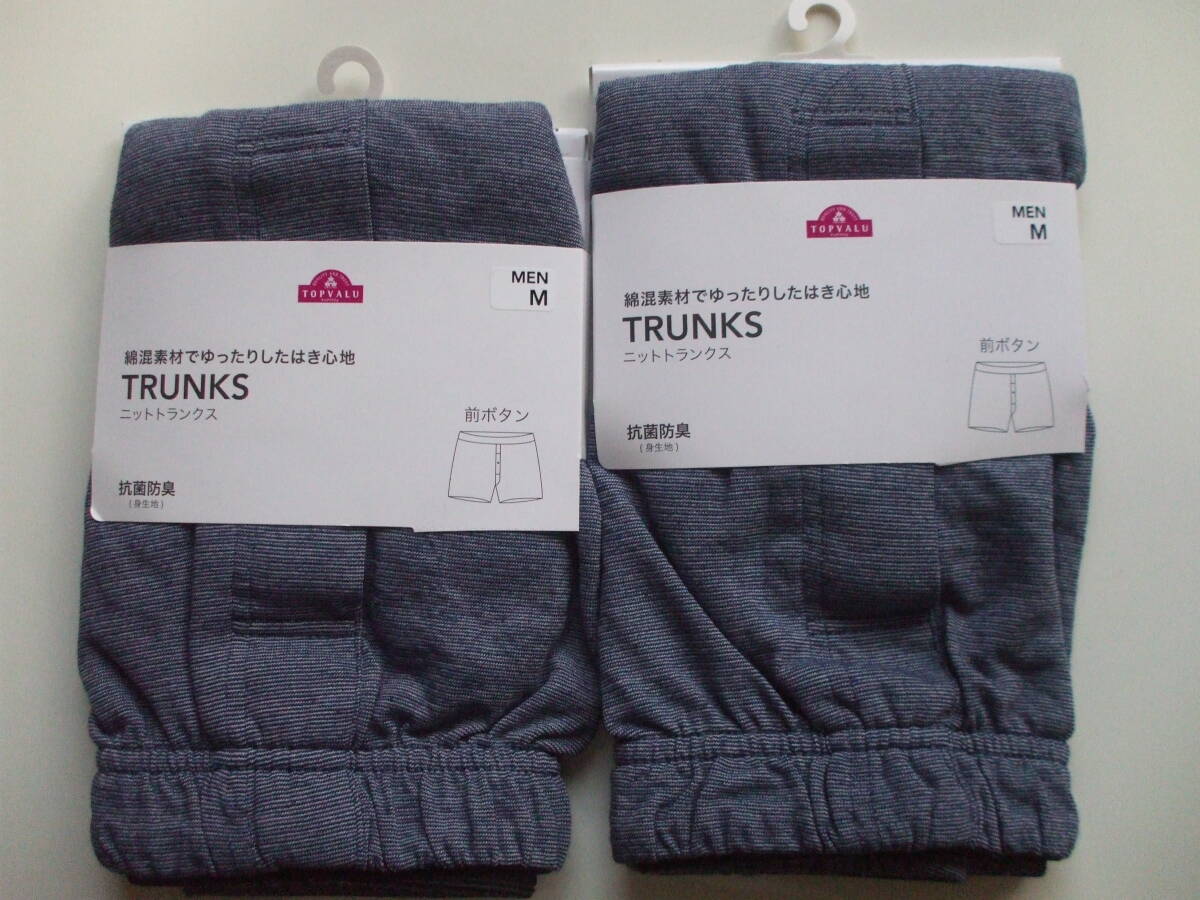 TOPVALU
MEN
M
綿混素材でゆったりしたはき心地
TRUNKS
ニットトランクス
前ボタン
抗菌防臭
(身生地)
TOPVALU
MEN
M
綿混素材でゆったりしたはき心地
TRUNKS
ニットトランクス
前ボタン
抗菌防臭
(身生地)